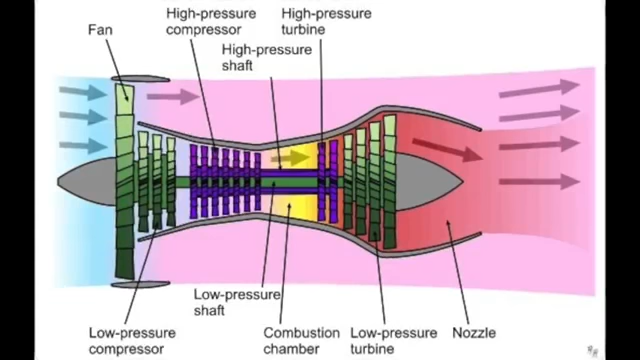 Fan
High-pressure
compressor
High-pressure
shaft
High-pressure
turbine
Low-pressure
compressor
Low-pressure
shaft
Combustion
chamber
Low-pressure
turbine
Nozzle